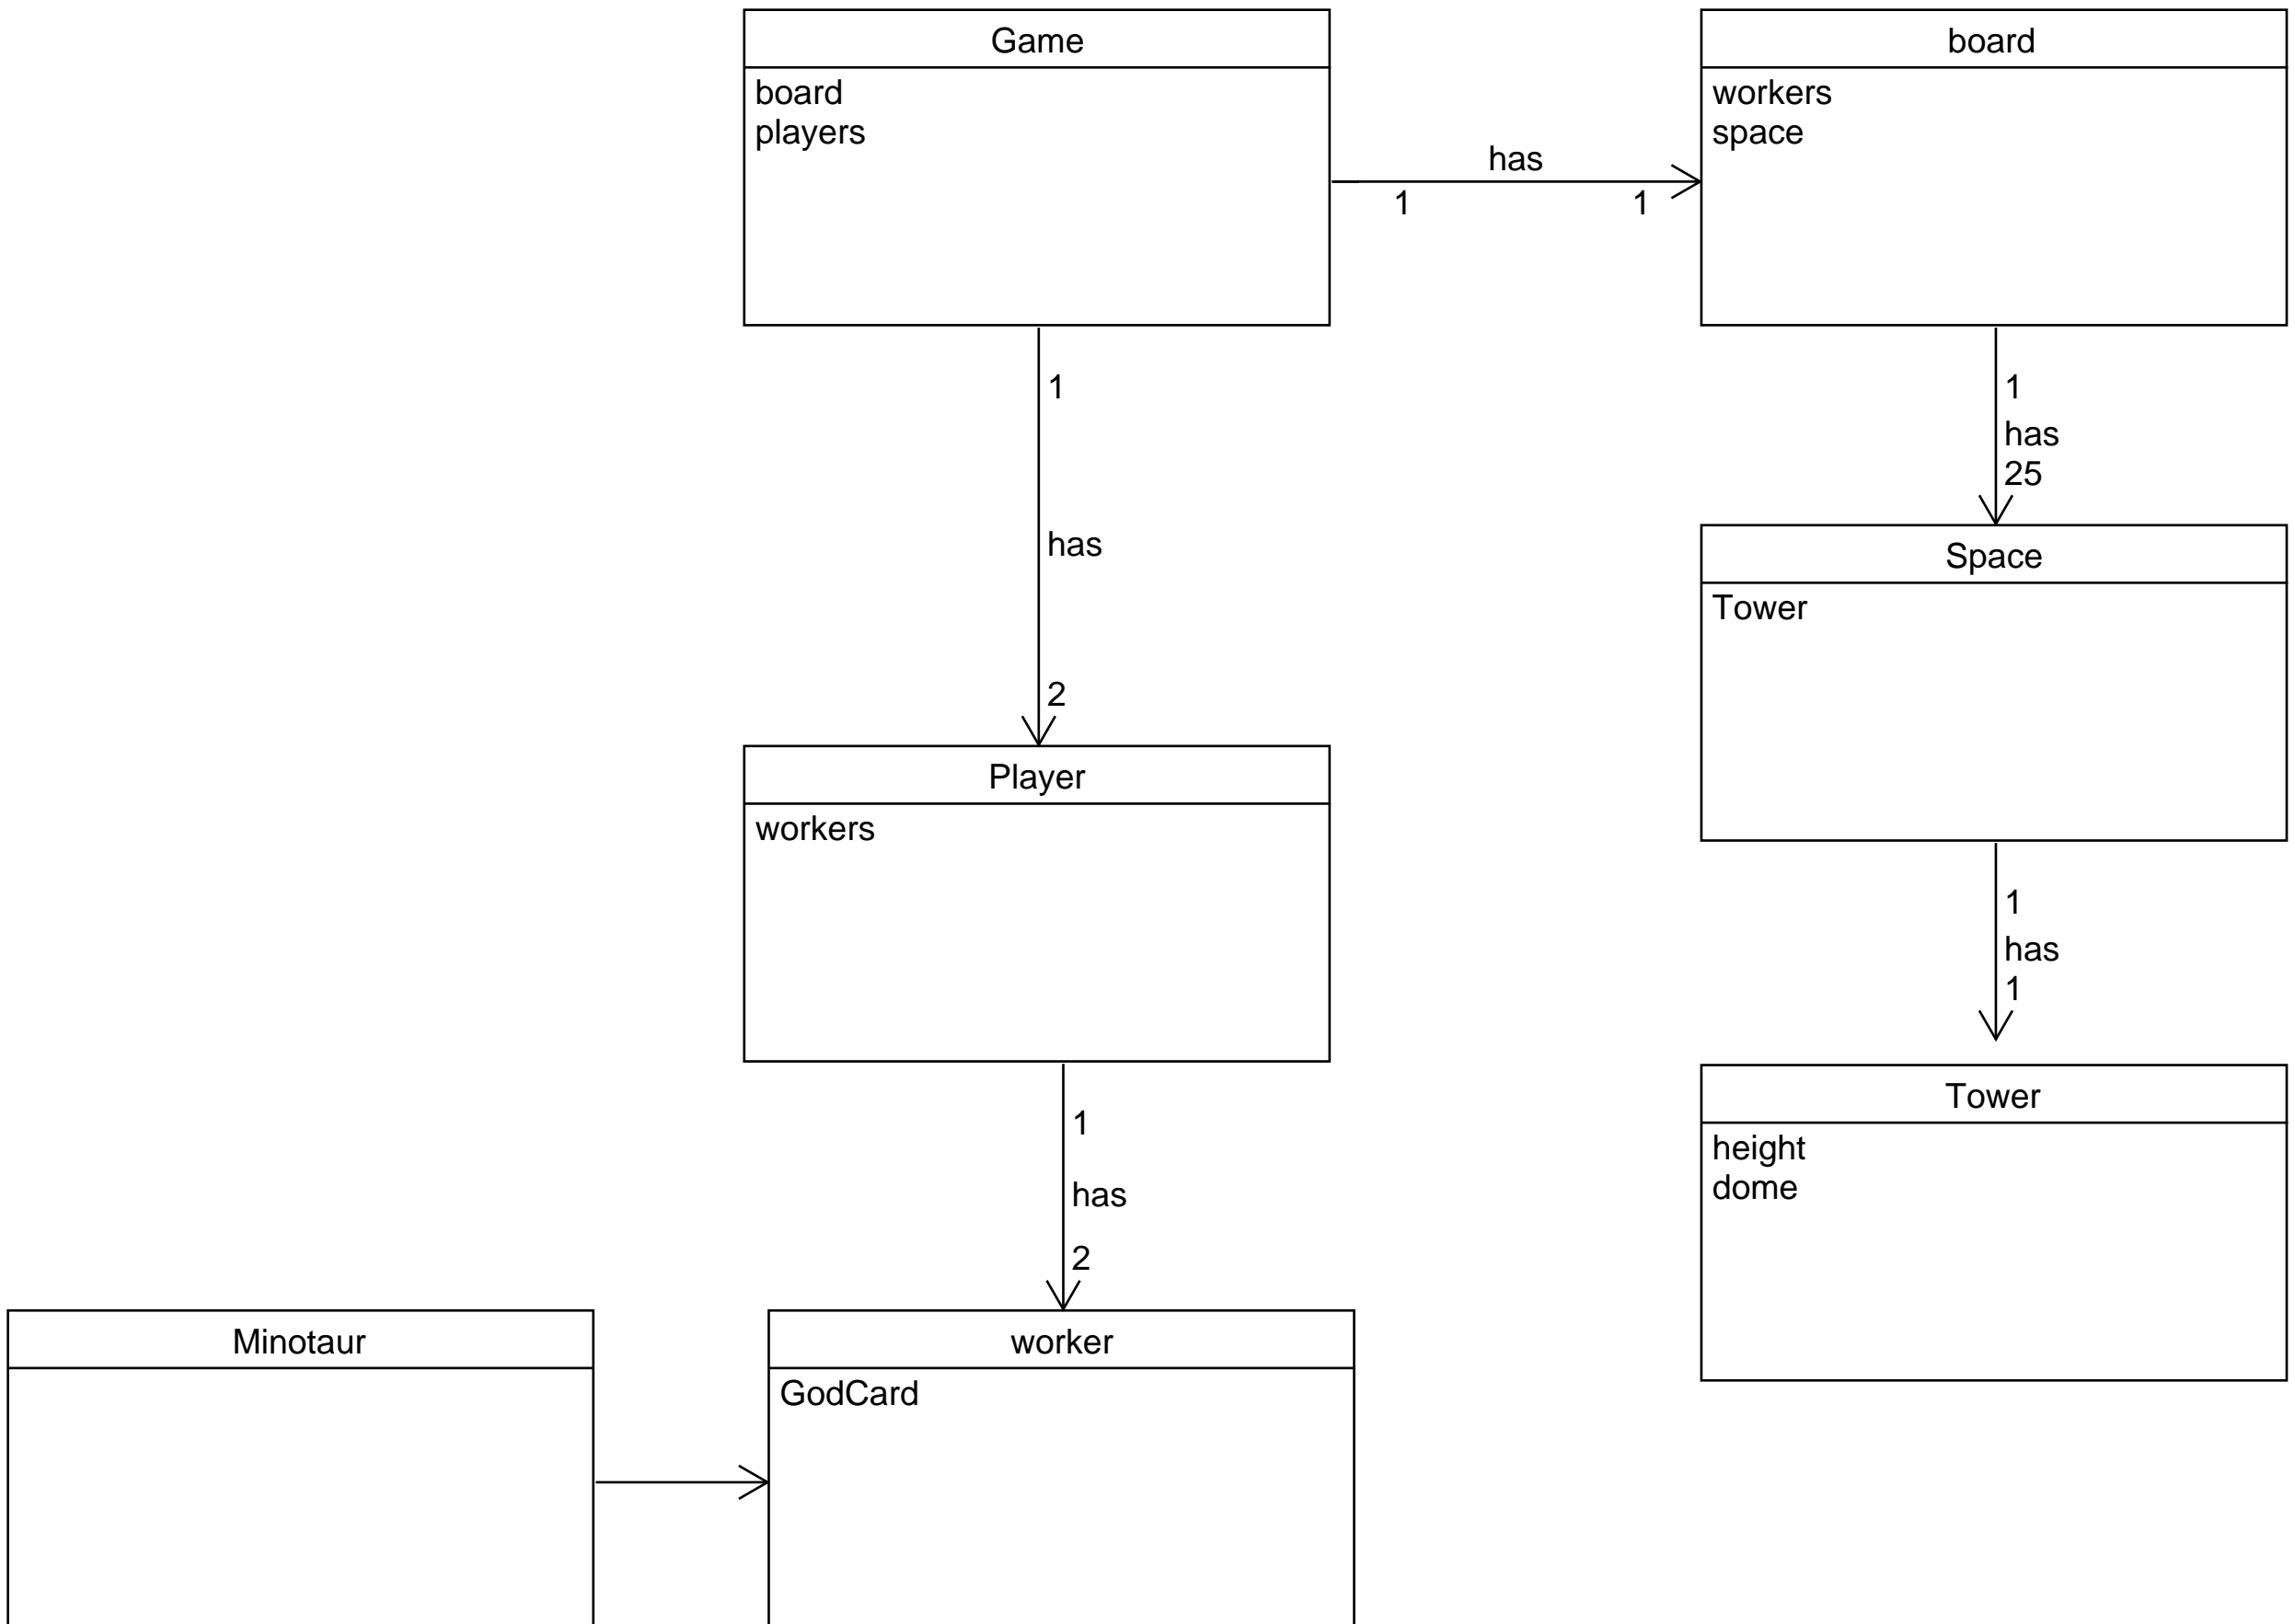 Game
board
players
board
workers
space
has
1
1
1
has
2
1
has
25
Space
Tower
Player
workers
1
has
1
Tower
height
dome
1
has
2
Minotaur
worker
GodCard